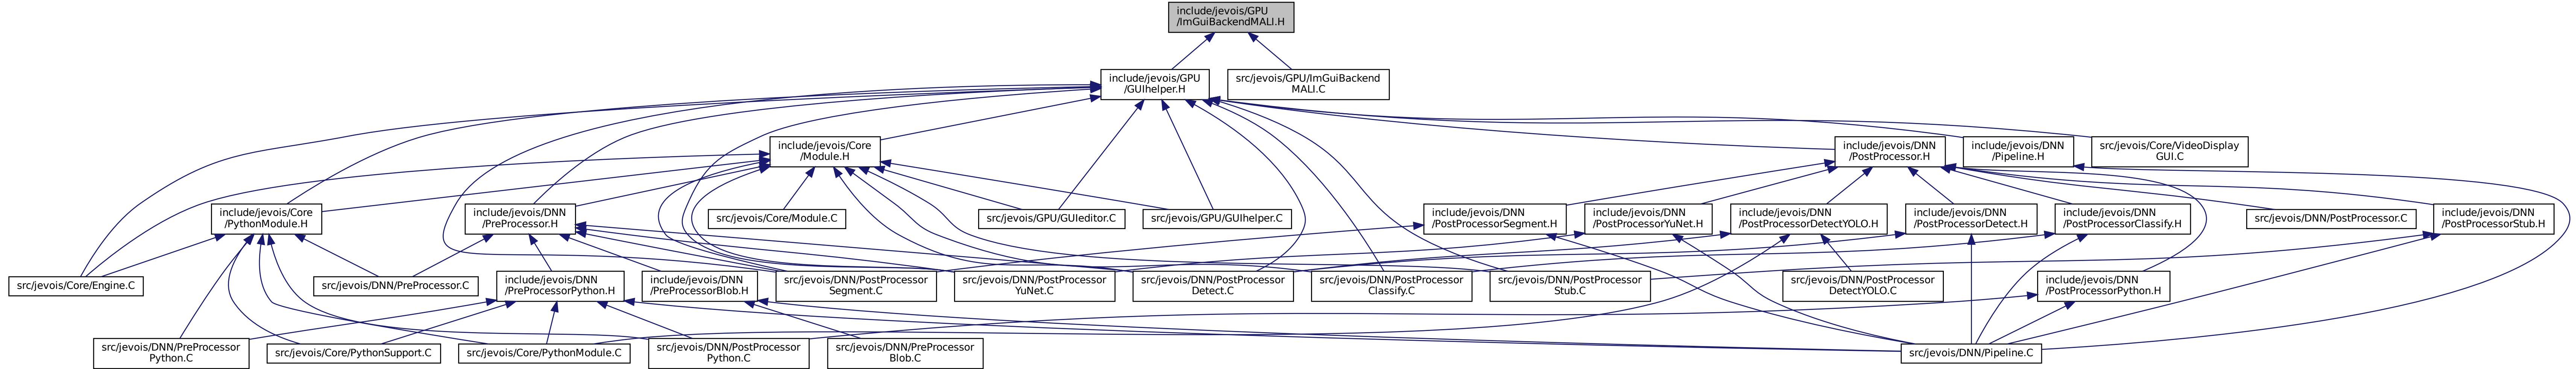 include/jevois/GPU
/ImGuiBackendMALI.H
include/jevois/GPU
/GUIhelper.H
src/jevois/GPU/ImGuiBackend
MALI.C
include/jevois/Core
/Module.H
include/jevois/DNN
/PostProcessor.H
include/jevois/DNN
/Pipeline.H
src/jevois/Core/VideoDisplay
GUI.C
include/jevois/Core
/PythonModule.H
include/jevois/DNN
/PreProcessor.H
src/jevois/Core/Module.C
src/jevois/GPU/GUIeditor.C
src/jevois/GPU/GUIhelper.C
include/jevois/DNN
/PostProcessorSegment.H
include/jevois/DNN
/PostProcessorYuNet.H
include/jevois/DNN
/PostProcessorDetectYOLO.H
include/jevois/DNN
/PostProcessorDetect.H
include/jevois/DNN
/PostProcessorClassify.H
src/jevois/DNN/PostProcessor.C
include/jevois/DNN
/PostProcessorStub.H
src/jevois/Core/Engine.C
src/jevois/DNN/PreProcessor.C
include/jevois/DNN
/PreProcessorPython.H
include/jevois/DNN
/PreProcessorBlob.H
src/jevois/DNN/PostProcessor
Segment.C
src/jevois/DNN/PostProcessor
YuNet.C
src/jevois/DNN/PostProcessor
Detect.C
src/jevois/DNN/PostProcessor
Classify.C
src/jevois/DNN/PostProcessor
Stub.C
src/jevois/DNN/PostProcessor
DetectYOLO.C
include/jevois/DNN
/PostProcessorPython.H
src/jevois/DNN/PreProcessor
Python.C
src/jevois/Core/PythonSupport.C
src/jevois/Core/PythonModule.C
src/jevois/DNN/PostProcessor
Python.C
src/jevois/DNN/PreProcessor
Blob.C
src/jevois/DNN/Pipeline.C